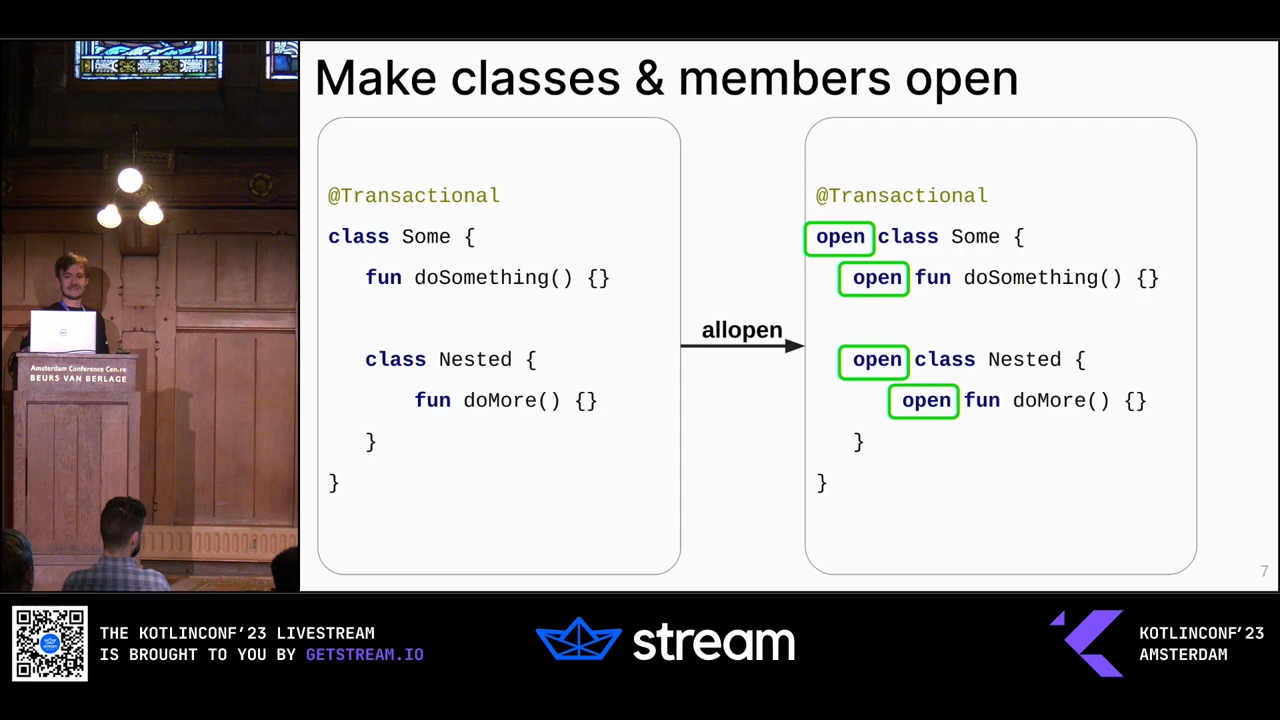 Make classes & members open
@Transactional
class Some {
fun doSomething() {}
class Nested {
fun doMore() {}
}
}
allopen
@Transactional
open class Some {
open fun doSomething() {}
open class Nested {
open fun doMore() {}
}
}
7
Amsterdam Conference Centre
BEURS VAN BERLAGE
THE KOTLINCONF’23 LIVESTREAM
IS BROUGHT TO YOU BY GETSTREAM.IO
stream
KOTLINCONF’23
AMSTERDAM